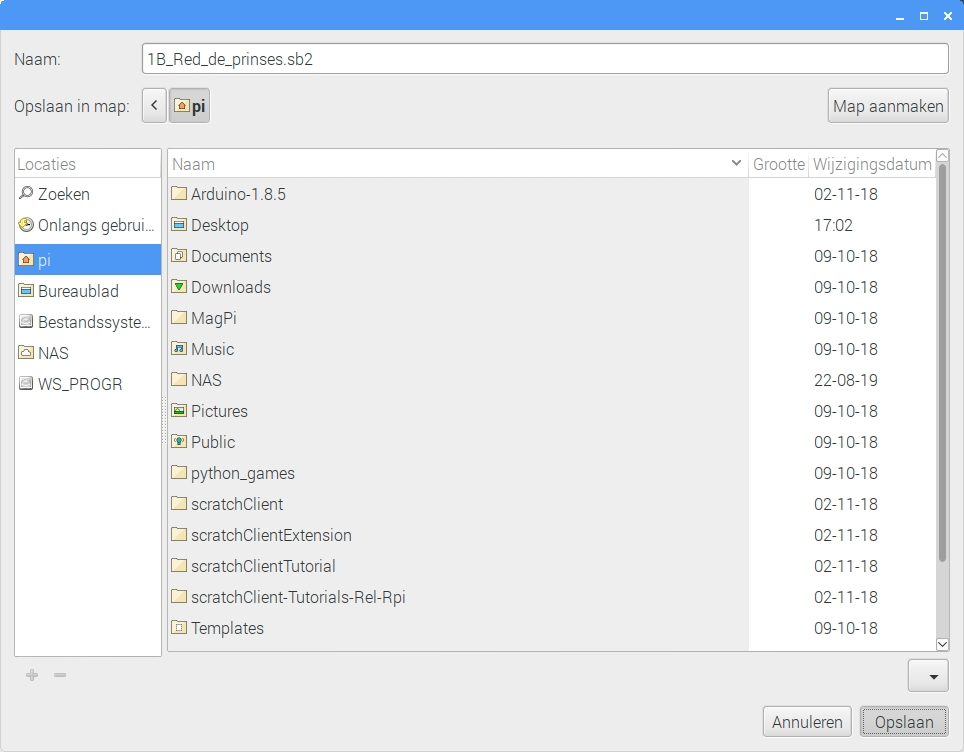 Naam: 1B_Red_de_prinses.sb2
Opslaan in map: pi Map aanmaken
Locaties Naam Grootte Wijzigingsdatum
Zoeken Arduino-1.8.5 02-11-18
Onlangs gebrui... Desktop 17:02
pi Documents 09-10-18
Bureaublad Downloads 09-10-18
Bestandssyste... MagPi 09-10-18
NAS Music 09-10-18
WS_PROGR NAS 22-08-19
Pictures 09-10-18
Public 09-10-18
python_games 09-10-18
scratchClient 02-11-18
scratchClientExtension 02-11-18
scratchClientTutorial 02-11-18
scratchClient-Tutorials-Rel-Rpi 02-11-18
Templates 09-10-18
Annuleren Opslaan